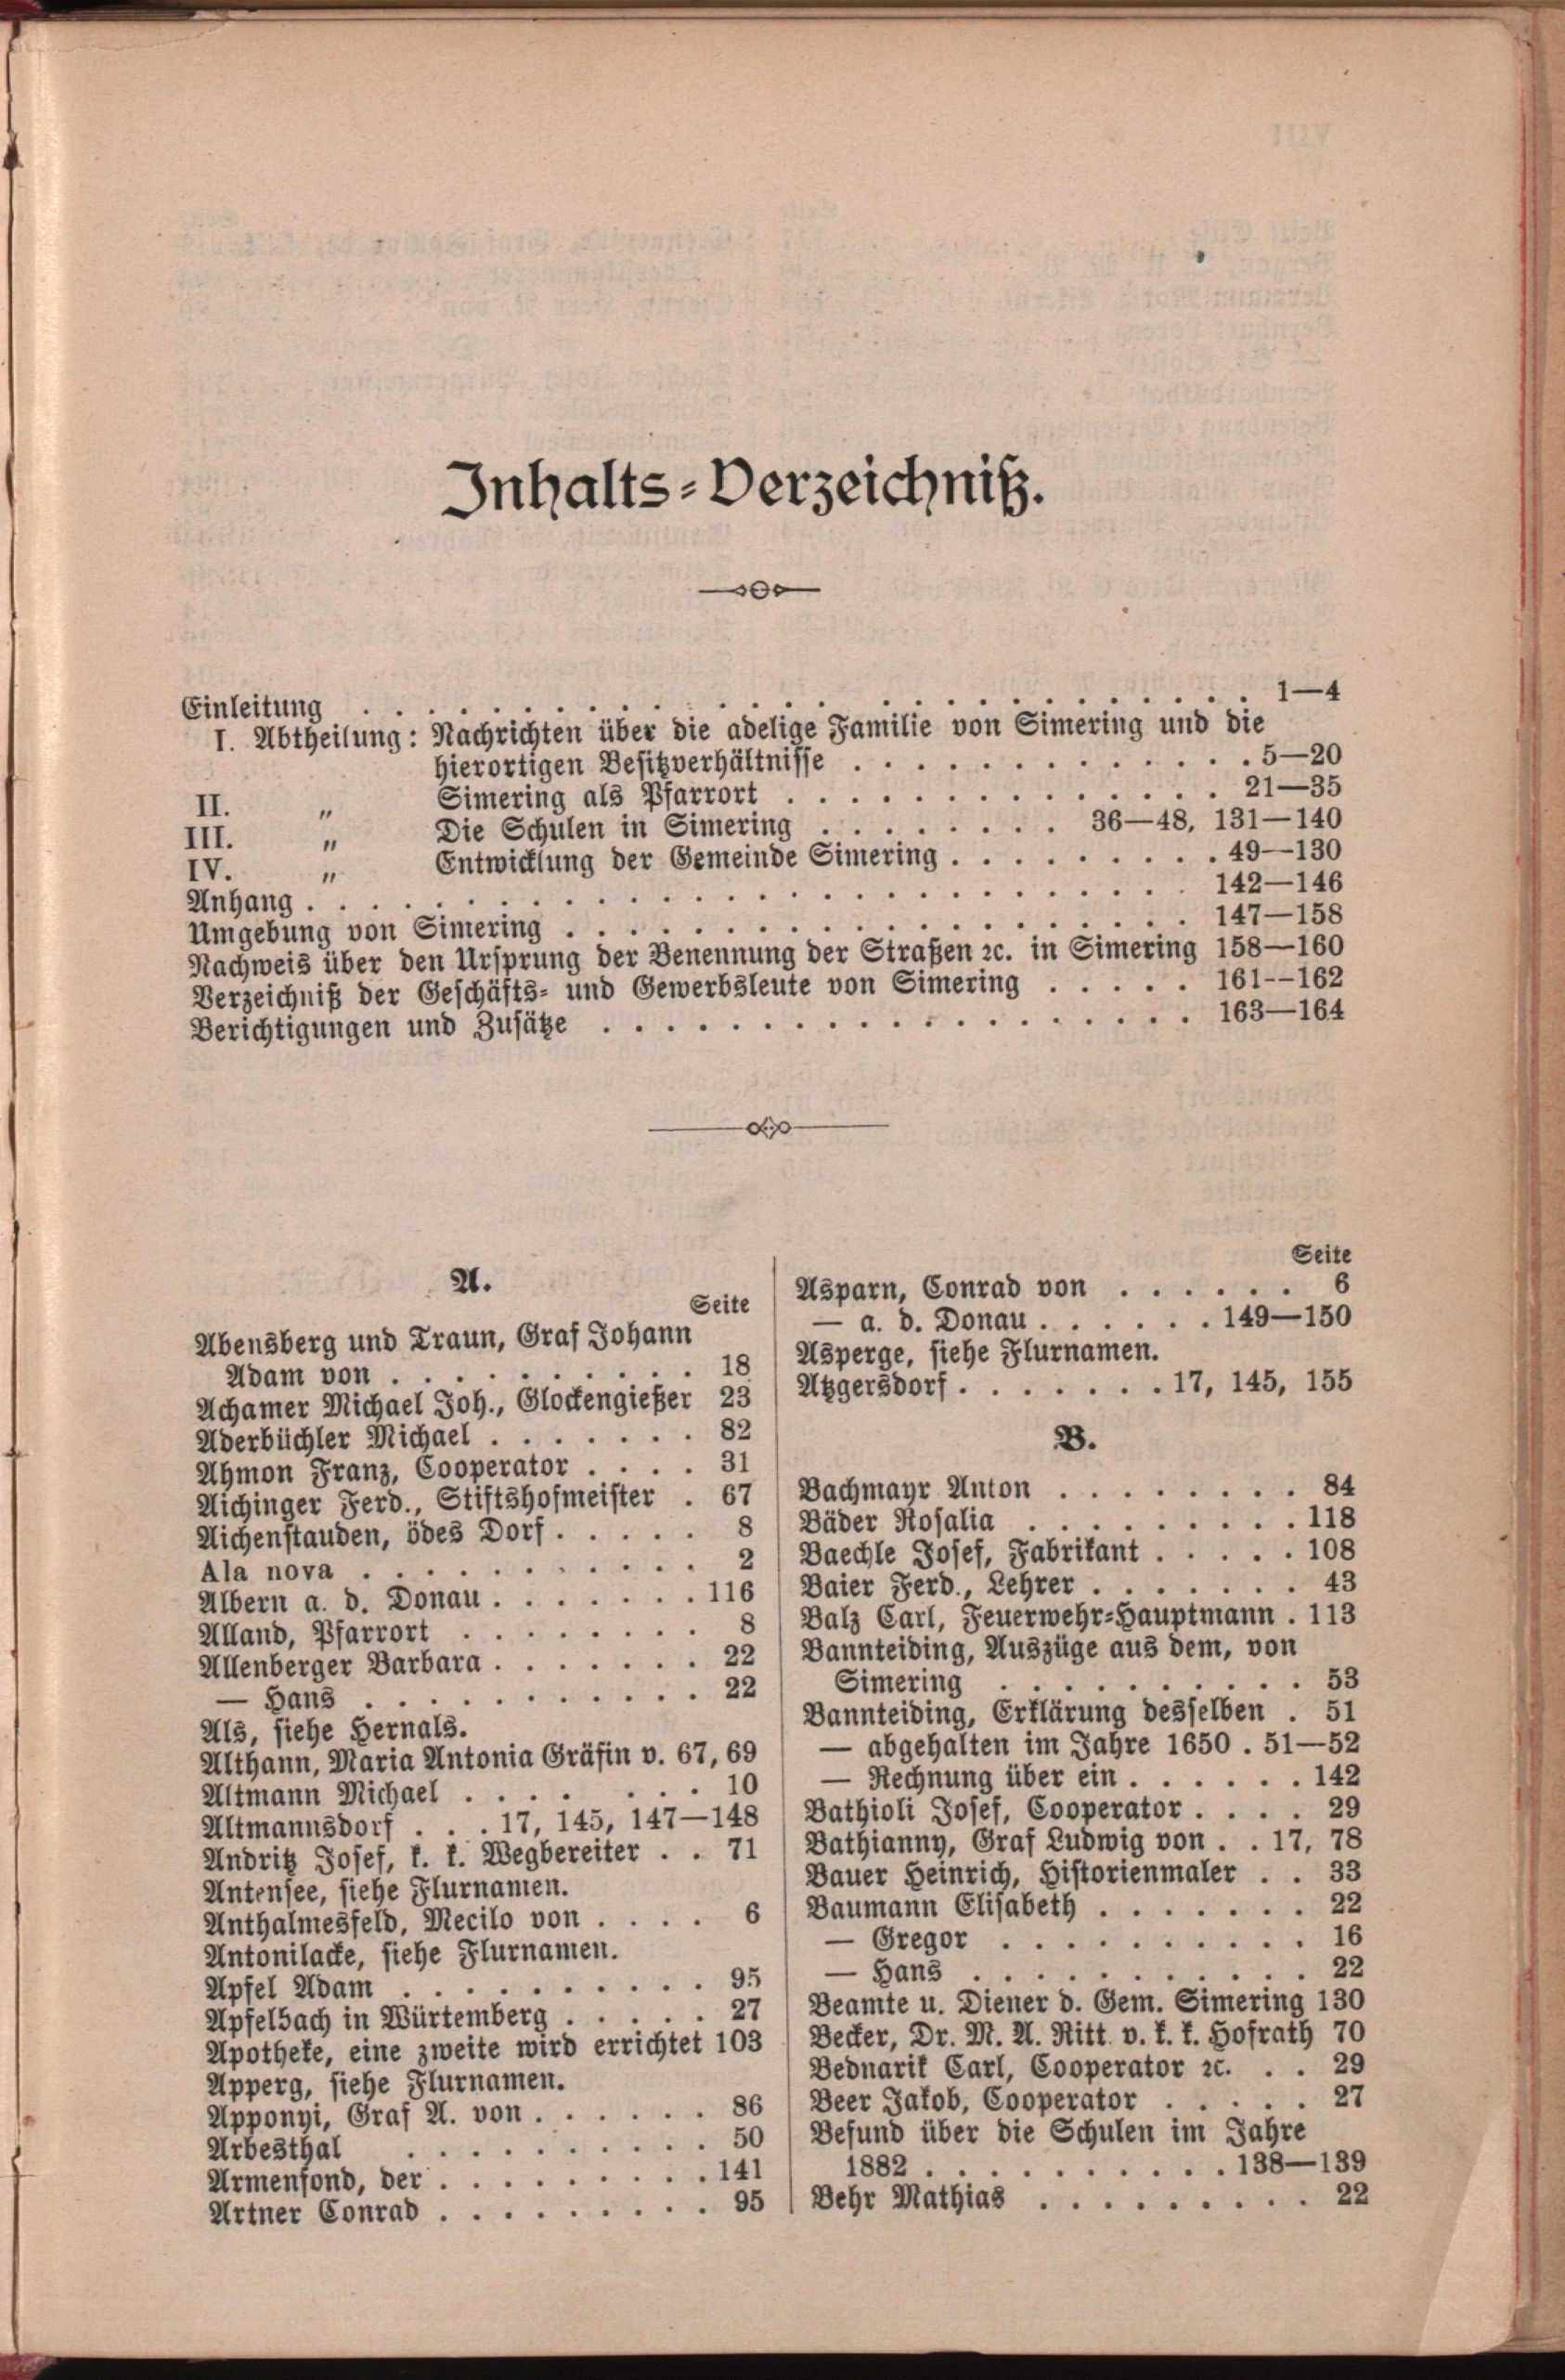 Inhalts-Verzeichniß.
Einleitung . . . . . . . . . . . . . . . . . . . . . . . . . . . . 1—4
I. Abtheilung: Nachrichten über die adelige Familie von Simering und die
hierortigen Besitzverhältnisse . . . . . . . . . . . . . 5—20
II. „ Simering als Pfarrort . . . . . . . . . . . . . . 21—35
III. „ Die Schulen in Simering . . . . . . . . 36—48, 131—140
IV. „ Entwicklung der Gemeinde Simering . . . . . . . . . 49—130
Anhang . . . . . . . . . . . . . . . . . . . . . . . . . . . . 142—146
Umgebung von Simering . . . . . . . . . . . . . . . . . . . . 147—158
Nachweis über den Ursprung der Benennung der Straßen ꝛc. in Simering 158—160
Verzeichniß der Geschäfts- und Gewerbsleute von Simering . . . . . 161--162
Berichtigungen und Zusätze . . . . . . . . . . . . . . . . . . . 163—164
A.
Seite
Abensberg und Traun, Graf Johann
Adam von . . . . . . . . . . 18
Achamer Michael Joh., Glockengießer 23
Aderbüchler Michael . . . . . . . 82
Ahmon Franz, Cooperator . . . . 31
Aichinger Ferd., Stiftshofmeister . 67
Aichenstauden, ödes Dorf . . . . . 8
Ala nova . . . . . . . . . . . 2
Albern a. d. Donau . . . . . . . 116
Alland, Pfarrort . . . . . . . . 8
Allenberger Barbara . . . . . . . 22
— Hans . . . . . . . . . . . 22
Als, siehe Hernals.
Althann, Maria Antonia Gräfin v. 67, 69
Altmann Michael . . . . . . . . 10
Altmannsdorf . . . 17, 145, 147—148
Andritz Josef, k. k. Wegbereiter . . 71
Antensee, siehe Flurnamen.
Anthalmesfeld, Mecilo von . . . . 6
Antonilacke, siehe Flurnamen.
Apfel Adam . . . . . . . . . . 95
Apfelbach in Würtemberg . . . . . 27
Apotheke, eine zweite wird errichtet 103
Apperg, siehe Flurnamen.
Apponyi, Graf A. von . . . . . . 86
Arbesthal . . . . . . . . . . 50
Armenfond, der . . . . . . . . . 141
Artner Conrad . . . . . . . . . 95
Seite
Asparn, Conrad von . . . . . . 6
— a. d. Donau . . . . . . 149—150
Asperge, siehe Flurnamen.
Atzgersdorf . . . . . . . 17, 145, 155
B.
Bachmayr Anton . . . . . . . . 84
Bäder Rosalia . . . . . . . . . 118
Baechle Josef, Fabrikant . . . . . 108
Baier Ferd., Lehrer . . . . . . . 43
Balz Carl, Feuerwehr-Hauptmann . 113
Bannteiding, Auszüge aus dem, von
Simering . . . . . . . . . . 53
Bannteiding, Erklärung desselben . 51
— abgehalten im Jahre 1650 . 51—52
— Rechnung über ein . . . . . . 142
Bathioli Josef, Cooperator . . . . 29
Bathianny, Graf Ludwig von . . 17, 78
Bauer Heinrich, Historienmaler . . 33
Baumann Elisabeth . . . . . . . 22
— Gregor . . . . . . . . . . 16
— Hans . . . . . . . . . . . 22
Beamte u. Diener d. Gem. Simering 130
Becker, Dr. M. A. Ritt. v. k. k. Hofrath 70
Bednarik Carl, Cooperator ꝛc. . . 29
Beer Jakob, Cooperator . . . . . 27
Befund über die Schulen im Jahre
1882 . . . . . . . . . . 138—139
Behr Mathias . . . . . . . . . 22